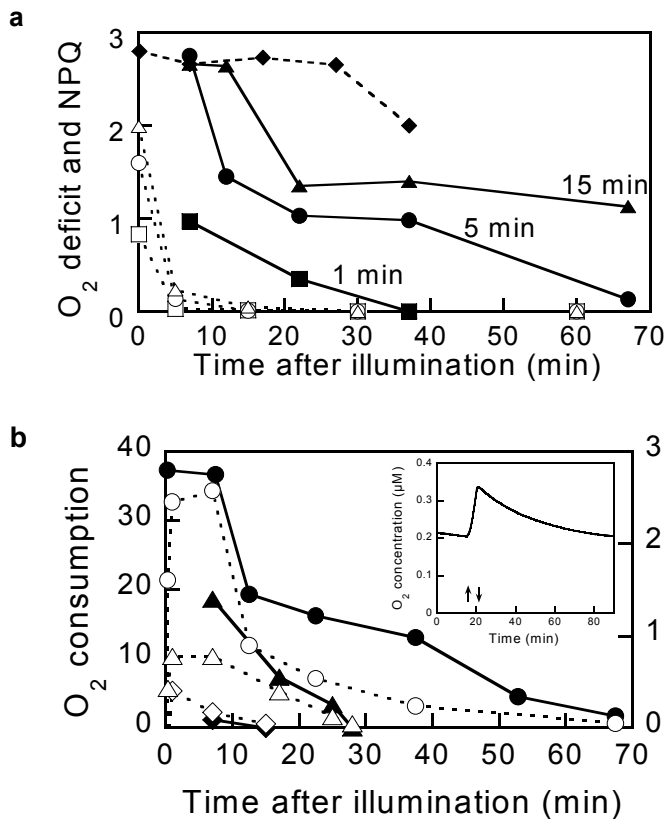 a
O2 deficit and NPQ
3
2
1
0
15 min
5 min
1 min
0 10 20 30 40 50 60 70
Time after illumination (min)
b
O2 consumption
40
30
20
10
0
3
2
1
0
O2 concentration (µM)
0.4
0.3
0.2
0.1
0
0 20 40 60 80
Time (min)
0 10 20 30 40 50 60 70
Time after illumination (min)